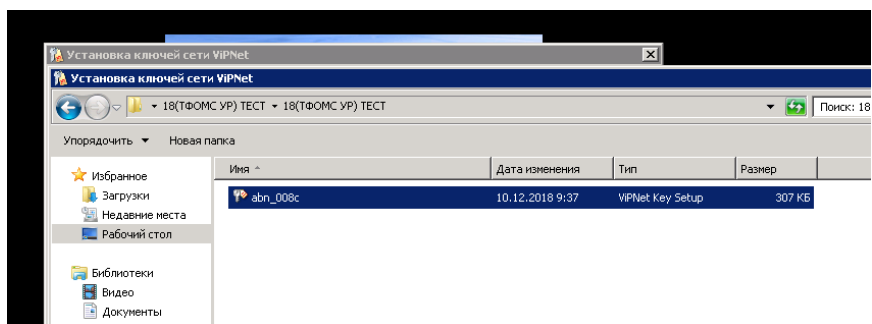 Установка ключей сети ViPNet
Установка ключей сети ViPNet
18(ТФОМС УР) ТЕСТ 18(ТФОМС УР) ТЕСТ Поиск: 18
Упорядочить Новая папка
Избранное
Загрузки
Недавние места
Рабочий стол
Библиотеки
Видео
Документы
Имя Дата изменения Тип Размер
abn_008c 10.12.2018 9:37 ViPNet Key Setup 307 КБ